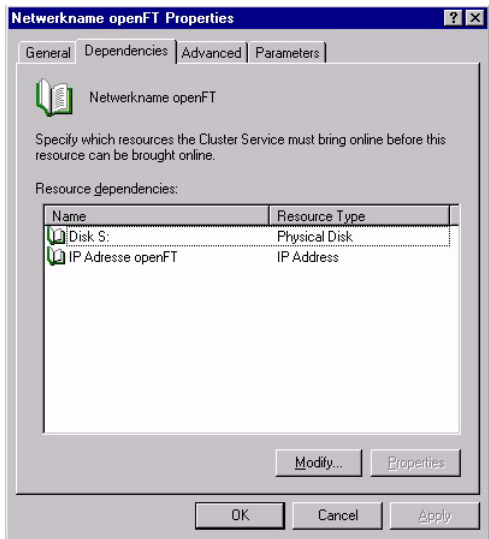 Netwerkname openFT Properties
General Dependencies Advanced Parameters
Netwerkname openFT
Specify which resources the Cluster Service must bring online before this
resource can be brought online.
Resource dependencies:
Name Resource Type
Disk S: Physical Disk
IP Adresse openFT IP Address
Modify... Properties
OK Cancel Apply